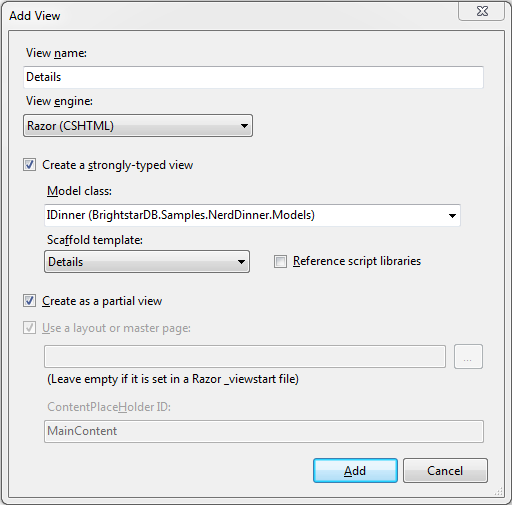 Add View
View name:
Details
View engine:
Razor (CSHTML)
Create a strongly-typed view
Model class:
IDinner (BrightstarDB.Samples.NerdDinner.Models)
Scaffold template:
Details
Reference script libraries
Create as a partial view
Use a layout or master page:
...
(Leave empty if it is set in a Razor _viewstart file)
ContentPlaceHolder ID:
MainContent
Add
Cancel